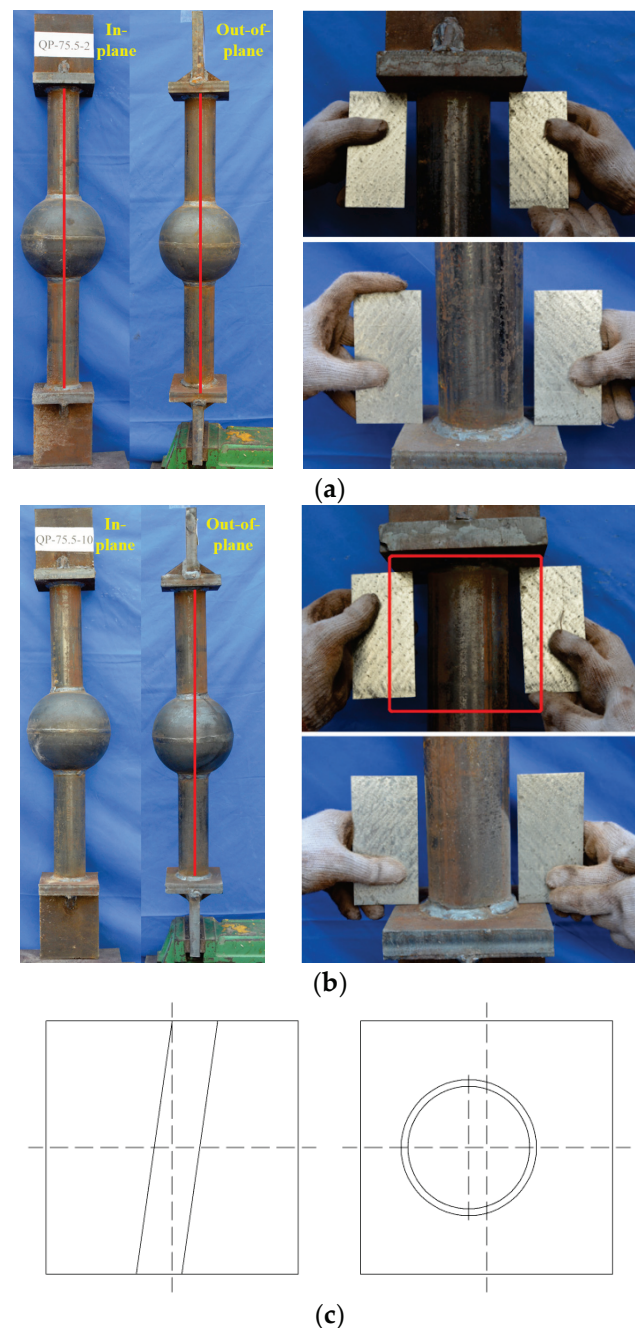 QP-75.5-2
In-
plane
Out-of-
plane
(a)
QP-75.5-10
In-
plane
Out-of-
plane
(b)
(c)